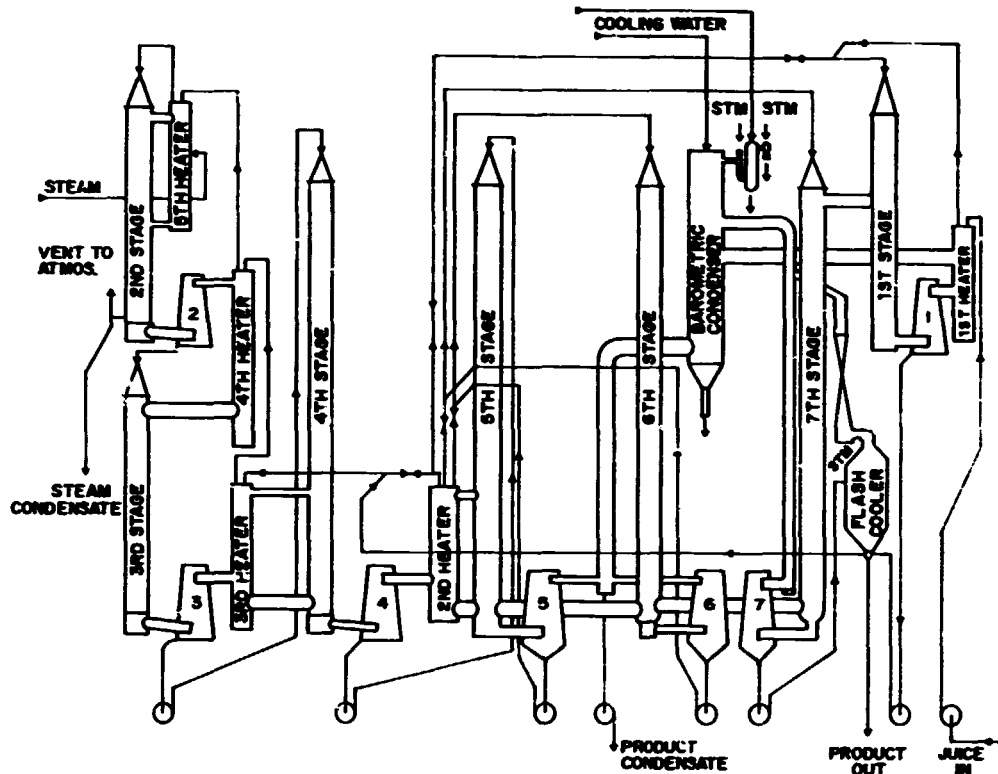 COOLING WATER
STM STM
STEAM
5TH HEATER
2ND STAGE
VENT TO
ATMOS.
2
4TH HEATER
4TH STAGE
5TH STAGE
6TH STAGE
BAROMETRIC
CONDENSER
7TH STAGE
1ST STAGE
1
1ST HEATER
STEAM
CONDENSATE
3RD STAGE
3
3RD HEATER
4
2ND HEATER
5
6
7
STM
FLASH
COOLER
PRODUCT
CONDENSATE
PRODUCT
OUT
JUICE
IN